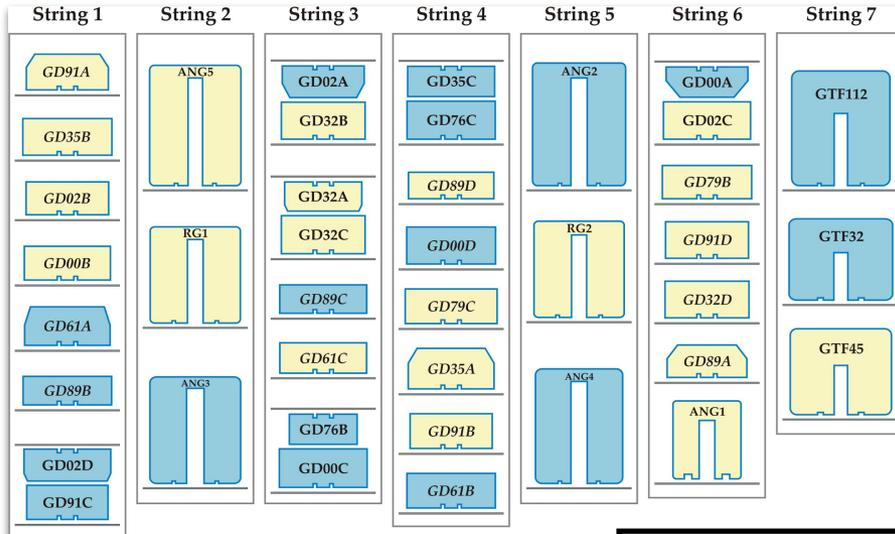 String 1
String 2
String 3
String 4
String 5
String 6
String 7
GD91A
GD35B
GD02B
GD00B
GD61A
GD89B
GD02D
GD91C
ANG5
RG1
ANG3
GD02A
GD32B
GD32A
GD32C
GD89C
GD61C
GD76B
GD00C
GD35C
GD76C
GD89D
GD00D
GD79C
GD35A
GD91B
GD61B
ANG2
RG2
ANG4
GD00A
GD02C
GD79B
GD91D
GD32D
GD89A
ANG1
GTF112
GTF32
GTF45